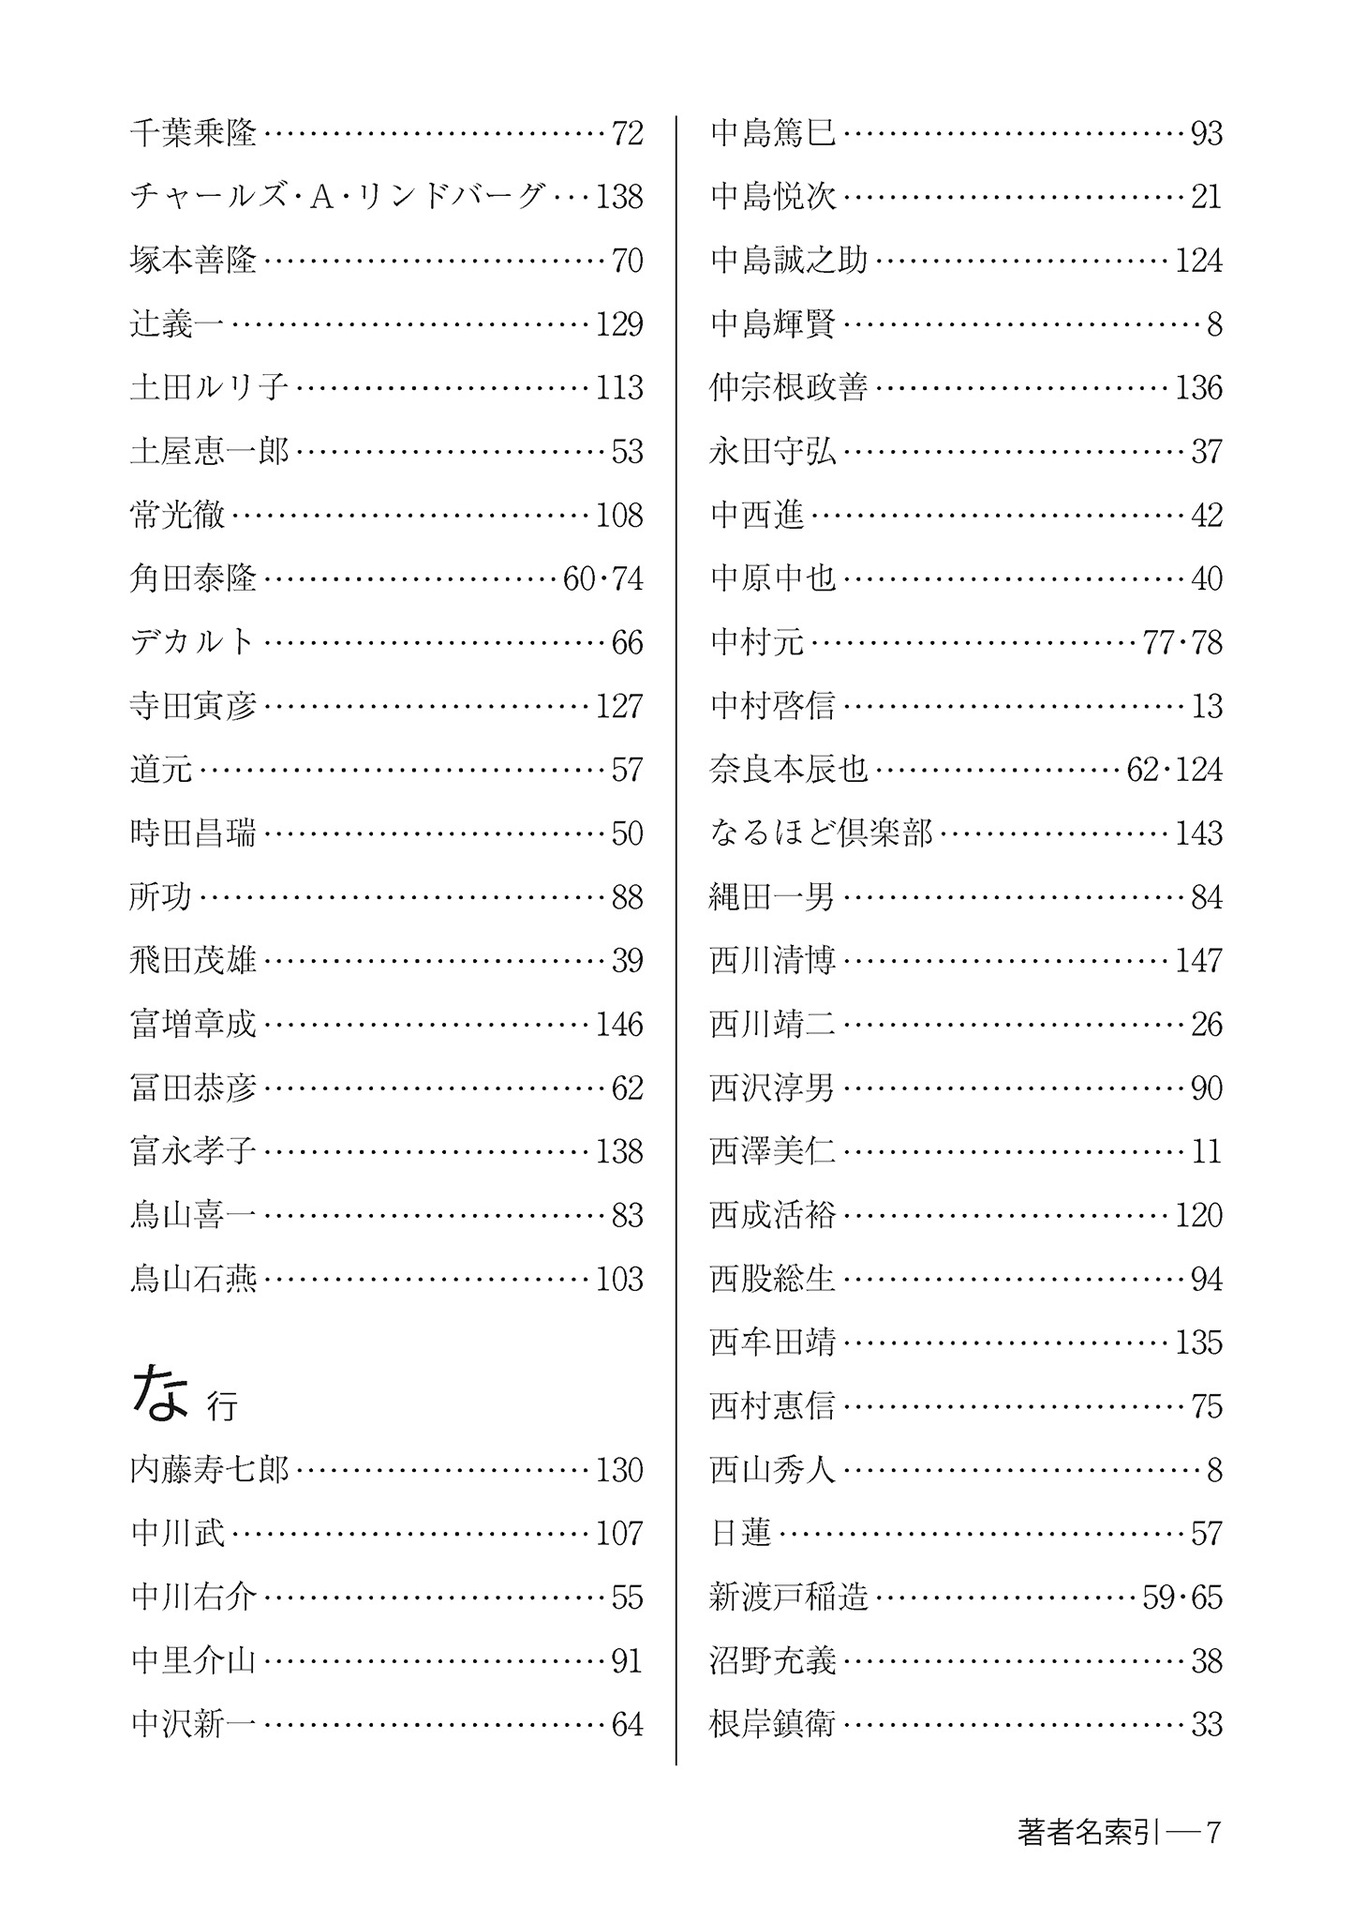 千葉乗隆……………………………72
チャールズ・A・リンドバーグ…138
塚本善隆……………………………70
辻義一………………………………129
土田ルリ子…………………………113
土屋恵一郎…………………………53
常光徹………………………………108
角田泰隆…………………………60・74
デカルト……………………………66
寺田寅彦……………………………127
道元…………………………………57
時田昌瑞……………………………50
所功…………………………………88
飛田茂雄……………………………39
富増章成……………………………146
冨田恭彦……………………………62
富永孝子……………………………138
鳥山喜一……………………………83
鳥山石燕……………………………103
な行
内藤寿七郎…………………………130
中川武………………………………107
中川右介……………………………55
中里介山……………………………91
中沢新一……………………………64
中島篤巳……………………………93
中島悦次……………………………21
中島誠之助…………………………124
中島輝賢……………………………8
仲宗根政善…………………………136
永田守弘……………………………37
中西進………………………………42
中原中也……………………………40
中村元……………………………77・78
中村啓信……………………………13
奈良本辰也……………………62・124
なるほど倶楽部……………………143
縄田一男……………………………84
西川清博……………………………147
西川靖二……………………………26
西沢淳男……………………………90
西澤美仁……………………………11
西成活裕……………………………120
西股総生……………………………94
西牟田靖……………………………135
西村惠信……………………………75
西山秀人……………………………8
日蓮…………………………………57
新渡戸稲造………………………59・65
沼野充義……………………………38
根岸鎮衛……………………………33
著者名索引―7